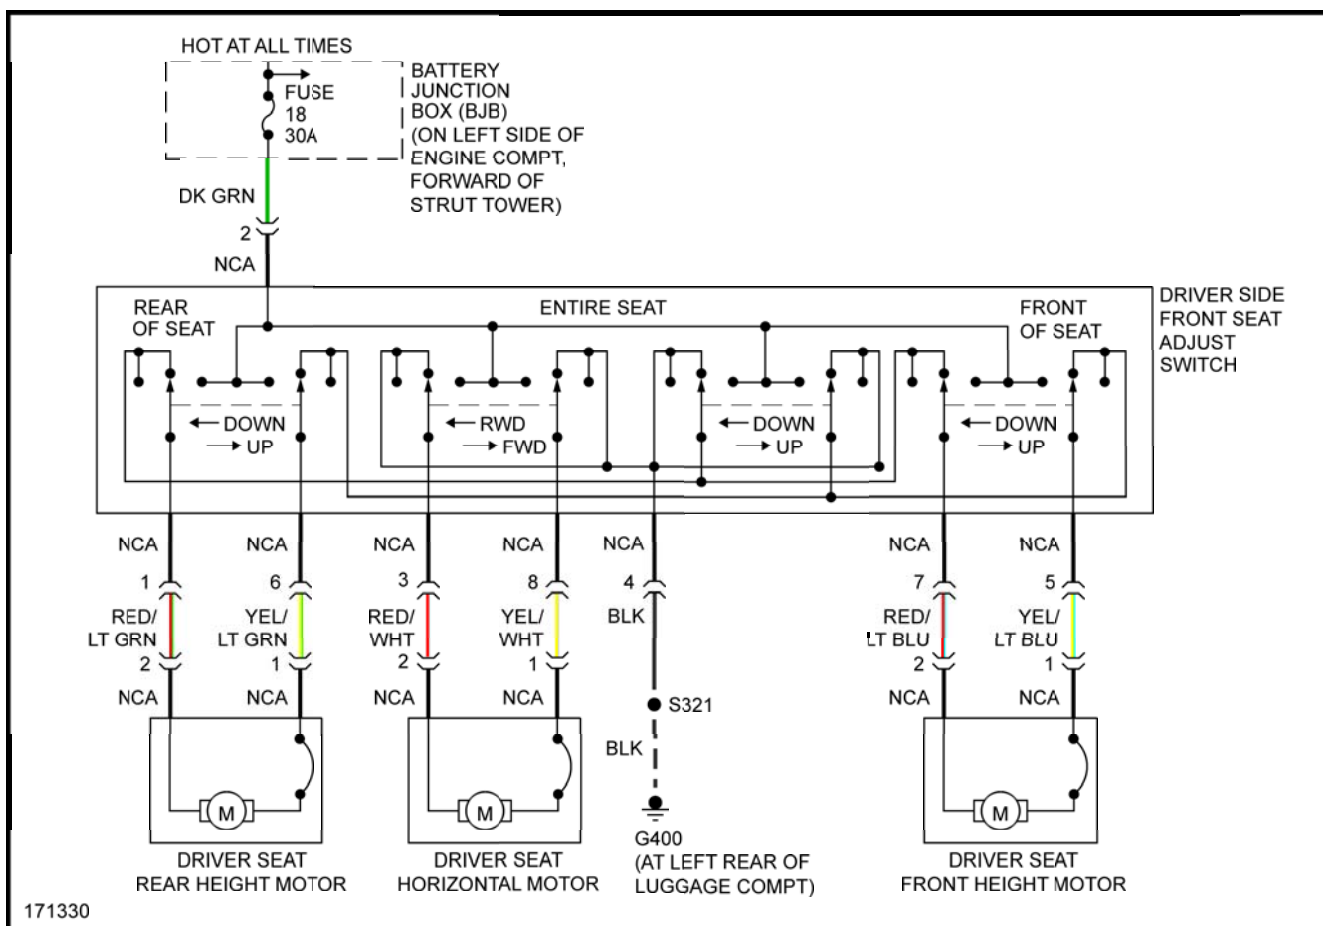 HOT AT ALL TIMES
FUSE
18
30A
BATTERY
JUNCTION
BOX (BJB)
(ON LEFT SIDE OF
ENGINE COMPT,
FORWARD OF
STRUT TOWER)
DK GRN
2
NCA
REAR
OF SEAT
ENTIRE SEAT
FRONT
OF SEAT
DRIVER SIDE
FRONT SEAT
ADJUST
SWITCH
DOWN
UP
RWD
FWD
DOWN
UP
DOWN
UP
NCA NCA NCA NCA NCA NCA NCA
1 6 3 8 4 7 5
RED/
LT GRN
YEL/
LT GRN
RED/
WHT
YEL/
WHT
BLK
RED/
LT BLU
YEL/
LT BLU
2 1 2 1 2 1
NCA NCA NCA NCA NCA NCA
S321
BLK
M M M
G400
(AT LEFT REAR OF
LUGGAGE COMPT)
DRIVER SEAT
REAR HEIGHT MOTOR
DRIVER SEAT
HORIZONTAL MOTOR
DRIVER SEAT
FRONT HEIGHT MOTOR
171330